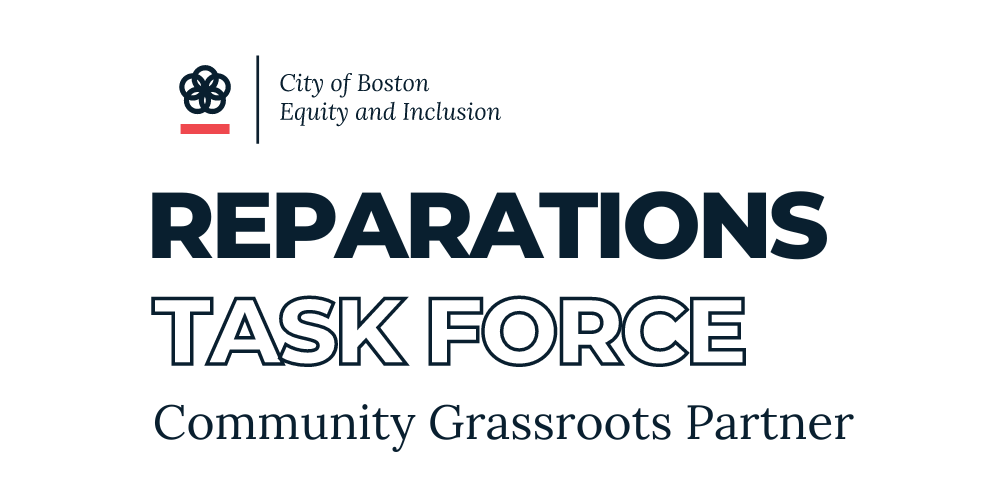 City of Boston
Equity and Inclusion
REPARATIONS
TASK FORCE
Community Grassroots Partner